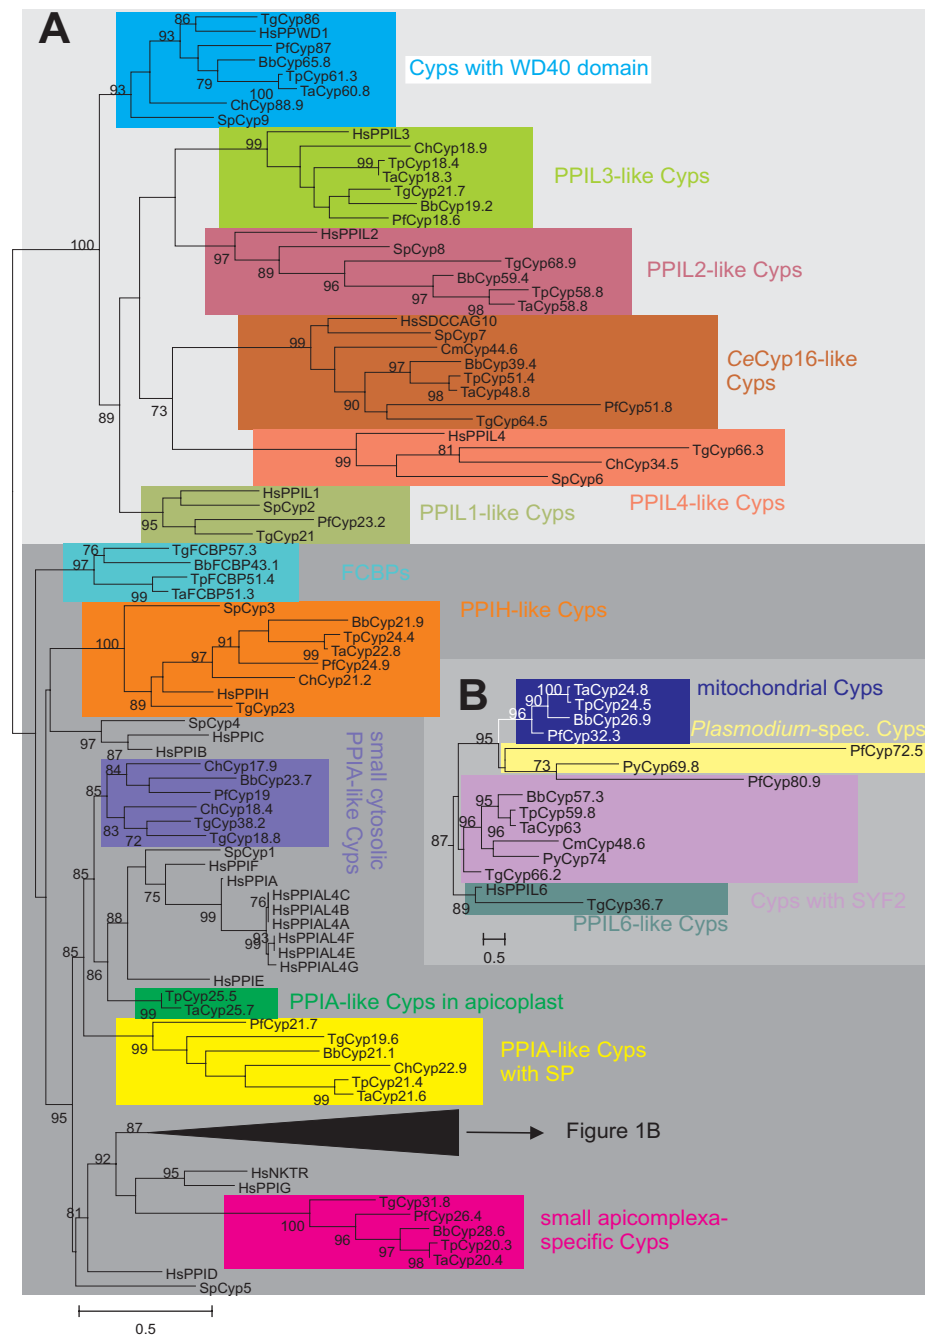 A
86
TgCyp86
HsPPWD1
93
PfCyp87
BbCyp65.8
Cyps with WD40 domain
TpCyp61.3
79
100
TaCyp60.8
93
ChCyp88.9
SpCyp9
HsPPIL3
99
ChCyp18.9
99
TpCyp18.4
TaCyp18.3
PPIL3-like Cyps
TgCyp21.7
BbCyp19.2
PfCyp18.6
HsPPIL2
100
SpCyp8
97
TgCyp68.9
89
BbCyp59.4
PPIL2-like Cyps
96
TpCyp58.8
97
TaCyp58.8
98
HsSDCCAG10
SpCyp7
99
CmCyp44.6
CeCyp16-like
Cyps
BbCyp39.4
97
TpCyp51.4
98
TaCyp48.8
90
PfCyp51.8
89
73
TgCyp64.5
HsPPIL4
81
TgCyp66.3
99
ChCyp34.5
SpCyp6
PPIL4-like Cyps
HsPPIL1
SpCyp2
PPIL1-like Cyps
95
PfCyp23.2
TgCyp21
76
TgFCBP57.3
97
BbFCBP43.1
FCBPs
TpFCBP51.4
99
TaFCBP51.3
SpCyp3
PPIH-like Cyps
BbCyp21.9
100
91
TpCyp24.4
TaCyp22.8
99
97
PfCyp24.9
ChCyp21.2
HsPPIH
89
TgCyp23
SpCyp4
HsPPIC
97
87
HsPPIB
small cytosolic
PPIA-like Cyps
84
ChCyp17.9
BbCyp23.7
85
PfCyp19
ChCyp18.4
83
TgCyp38.2
72
TgCyp18.8
SpCyp1
HsPPIF
85
75
HsPPIA
HsPPIAL4C
76
HsPPIAL4B
88
99
HsPPIAL4A
93
HsPPIAL4F
99
HsPPIAL4E
85
HsPPIAL4G
86
HsPPIE
TpCyp25.5
PPIA-like Cyps in apicoplast
99
TaCyp25.7
PfCyp21.7
TgCyp19.6
99
BbCyp21.1
PPIA-like Cyps
with SP
ChCyp22.9
TpCyp21.4
99
TaCyp21.6
95
87
Figure 1B
92
95
HsNKTR
HsPPIG
TgCyp31.8
81
PfCyp26.4
100
BbCyp28.6
small apicomplexa-
specific Cyps
96
TpCyp20.3
97
98
TaCyp20.4
HsPPID
SpCyp5
0.5
B
100
TaCyp24.8
mitochondrial Cyps
90
TpCyp24.5
96
BbCyp26.9
PfCyp32.3
Plasmodium-spec. Cyps
95
PfCyp72.5
73
PyCyp69.8
PfCyp80.9
BbCyp57.3
95
TpCyp59.8
96
96
TaCyp63
87
CmCyp48.6
PyCyp74
TgCyp66.2
HsPPIL6
Cyps with SYF2
89
TgCyp36.7
PPIL6-like Cyps
0.5